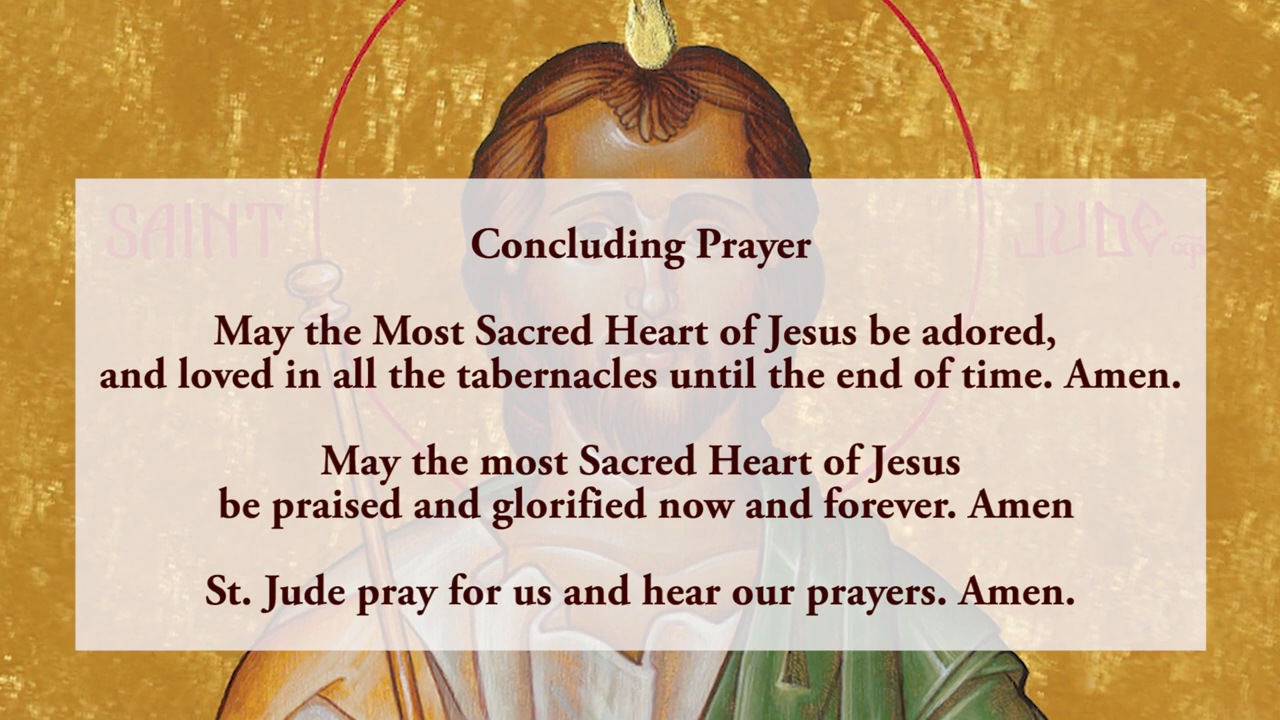 SAINT
JUDE
Concluding Prayer
May the Most Sacred Heart of Jesus be adored,
and loved in all the tabernacles until the end of time. Amen.
May the most Sacred Heart of Jesus
be praised and glorified now and forever. Amen
St. Jude pray for us and hear our prayers. Amen.